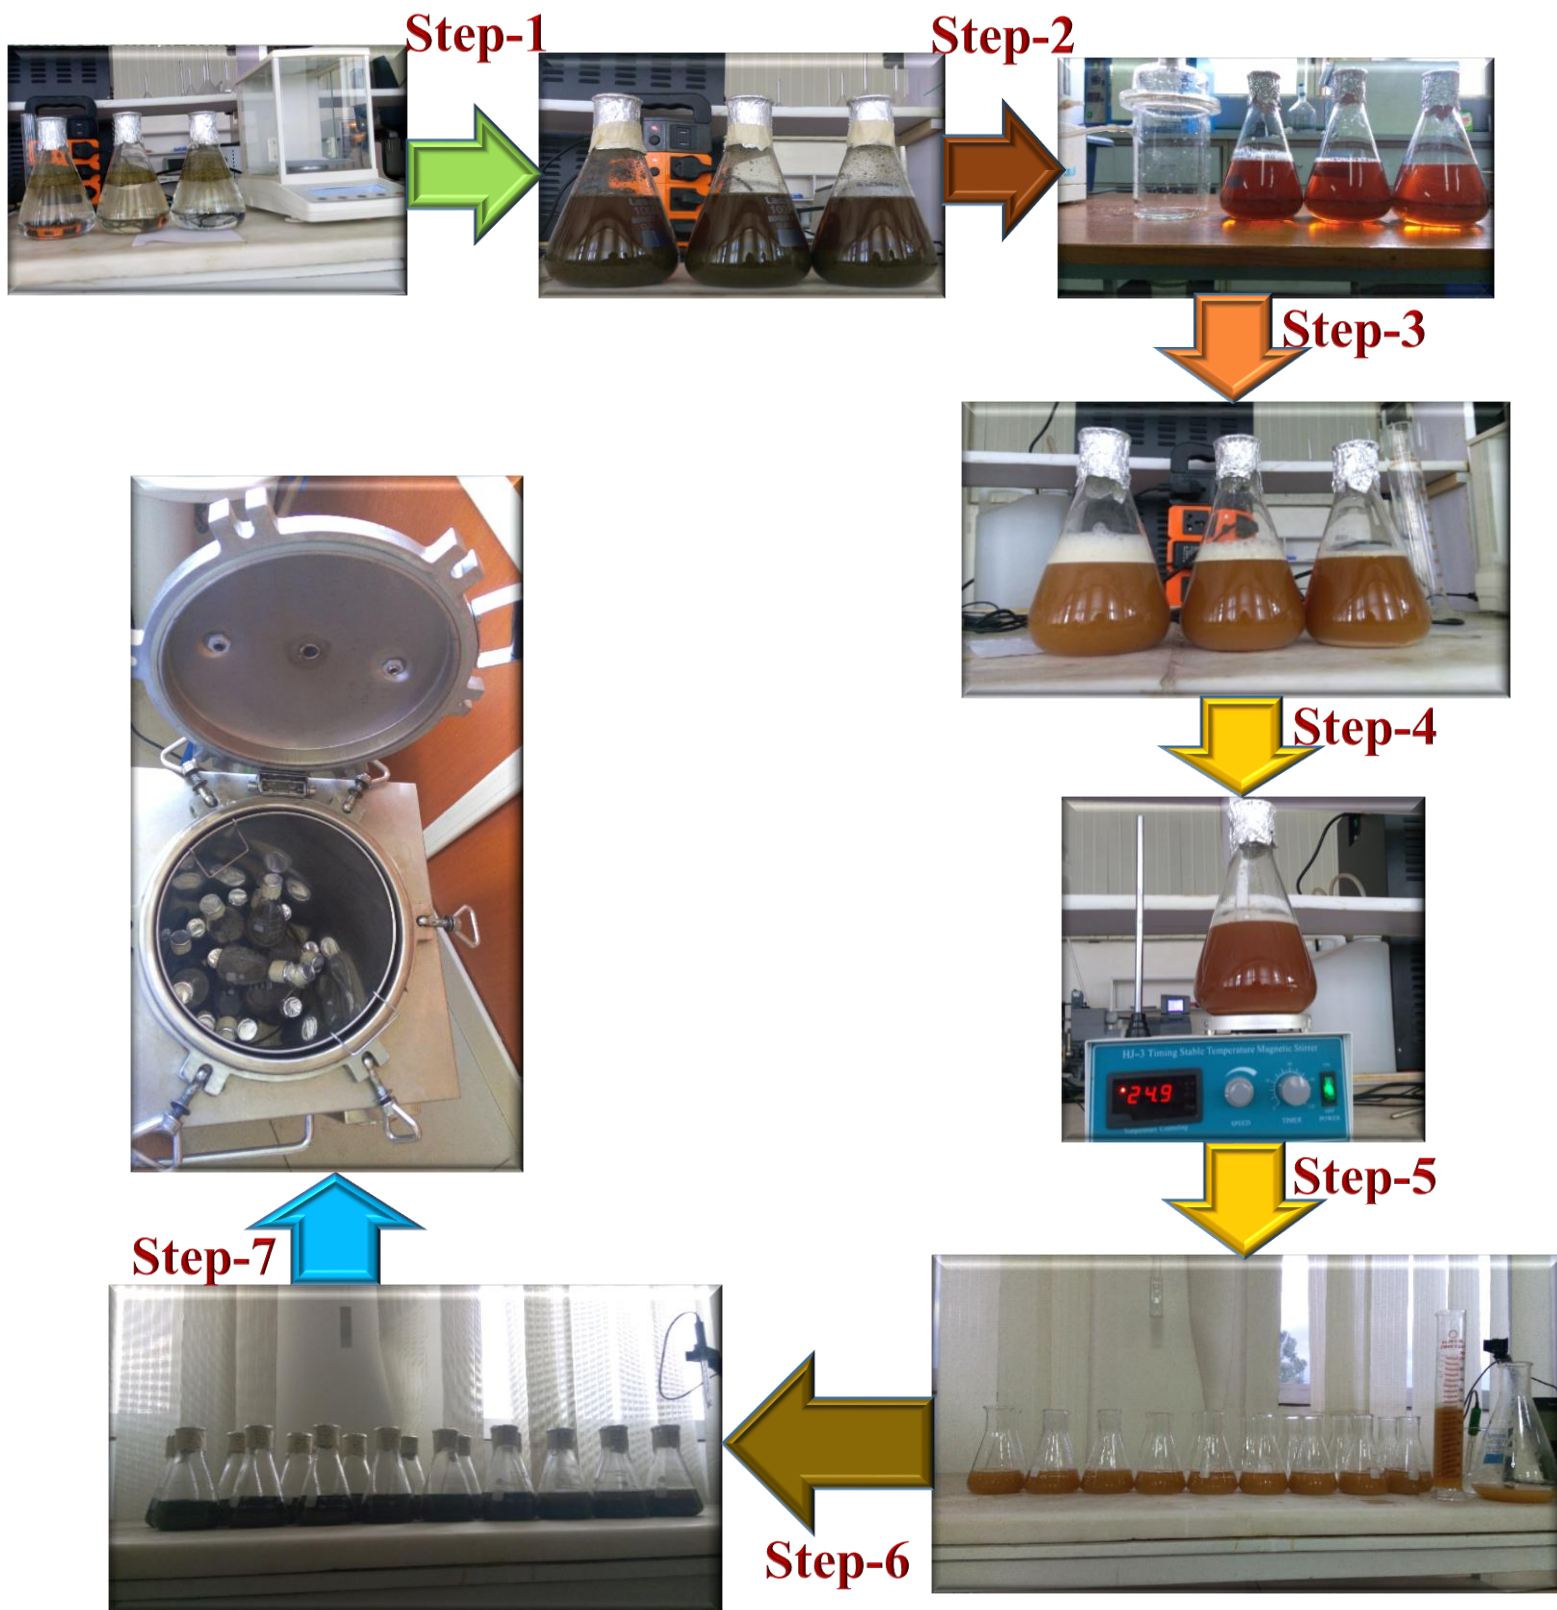 Step-1
Step-2
Step-3
Step-4
HJ-3 Timing Stable Temperature Magnetic Stirrer
24.9
SPEED
TIMER
POWER
Step-5
Step-7
Step-6